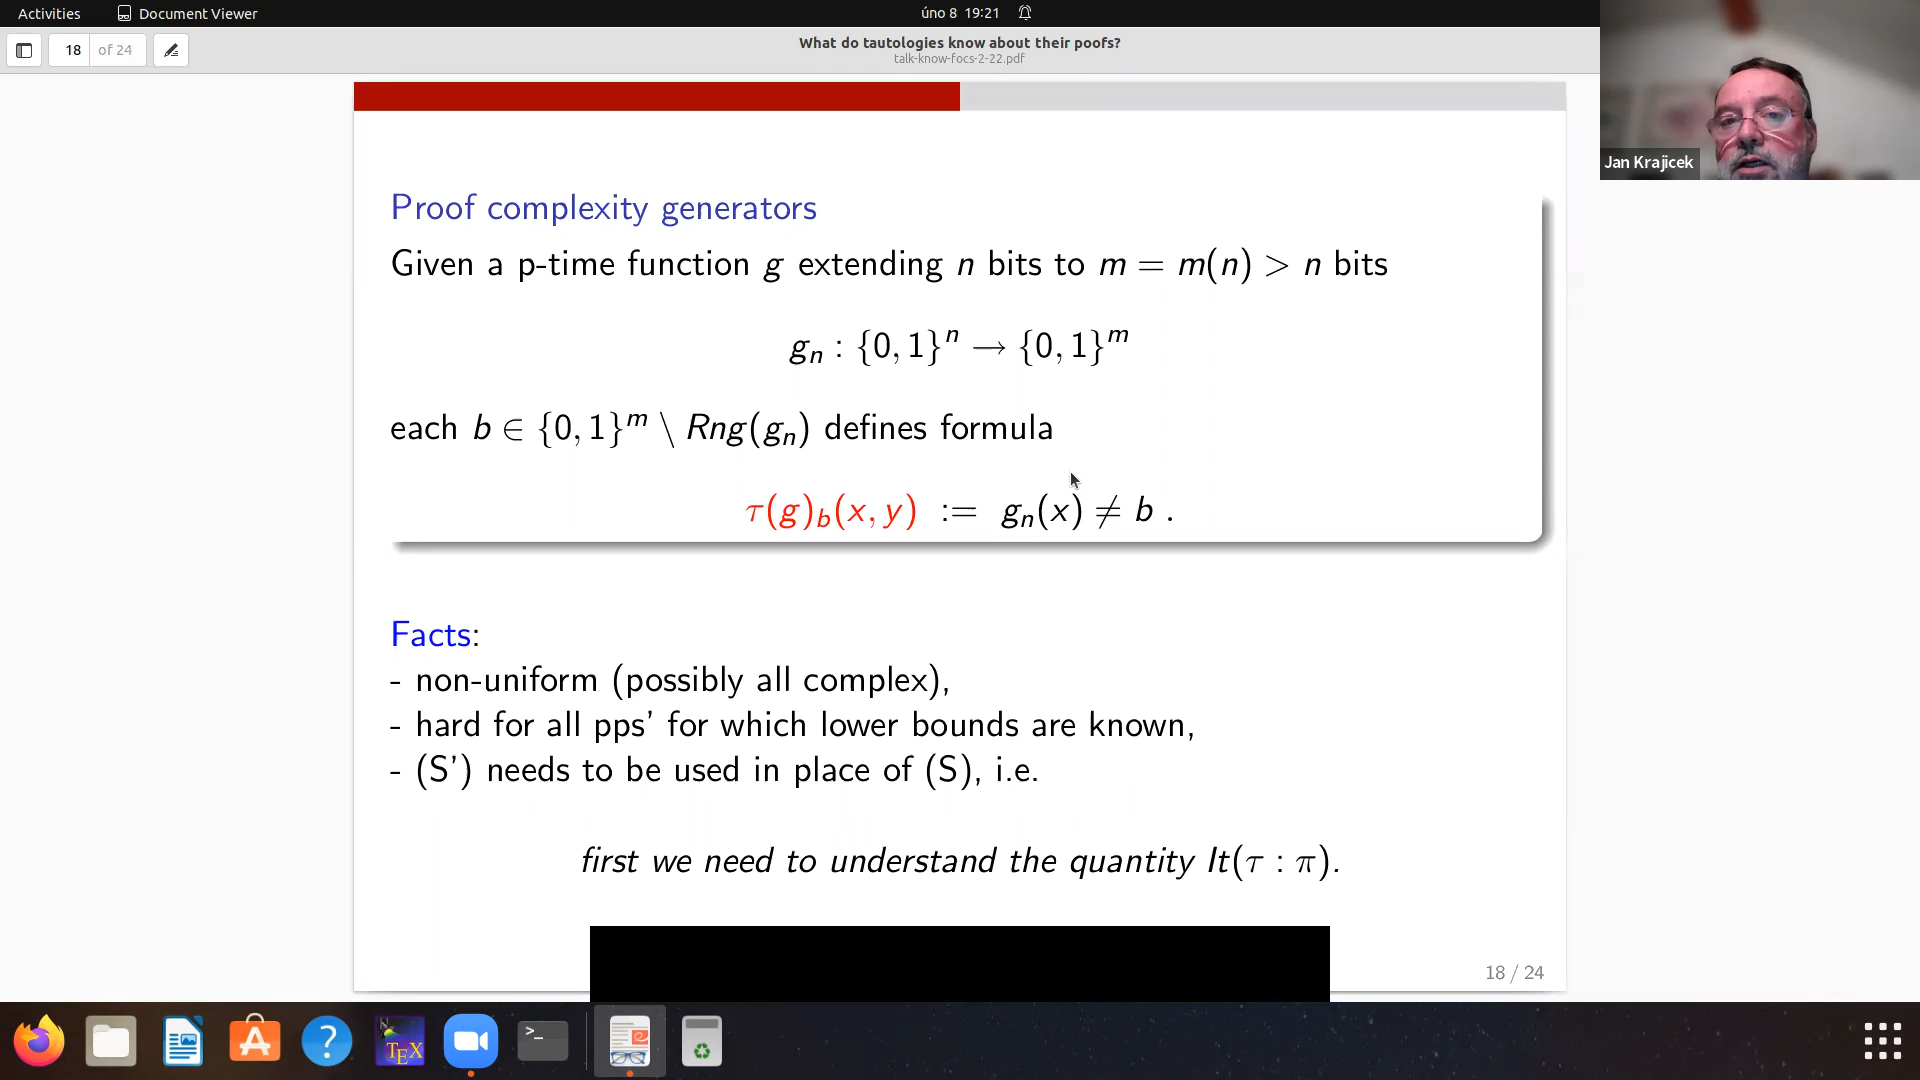 Activities
Document Viewer
úno 8 19:21
18 of 24
What do tautologies know about their poofs?
talk-know-focs-2-22.pdf
Jan Krajicek
Proof complexity generators
Given a p-time function g extending n bits to m = m(n) > n bits
gₙ : {0, 1}ⁿ → {0, 1}ᵐ
each b ∈ {0, 1}ᵐ \ Rng(gₙ) defines formula
τ(g)_b(x, y) := gₙ(x) ≠ b .
Facts:
- non-uniform (possibly all complex),
- hard for all pps' for which lower bounds are known,
- (S') needs to be used in place of (S), i.e.
first we need to understand the quantity It(τ : π).
18 / 24
TEX